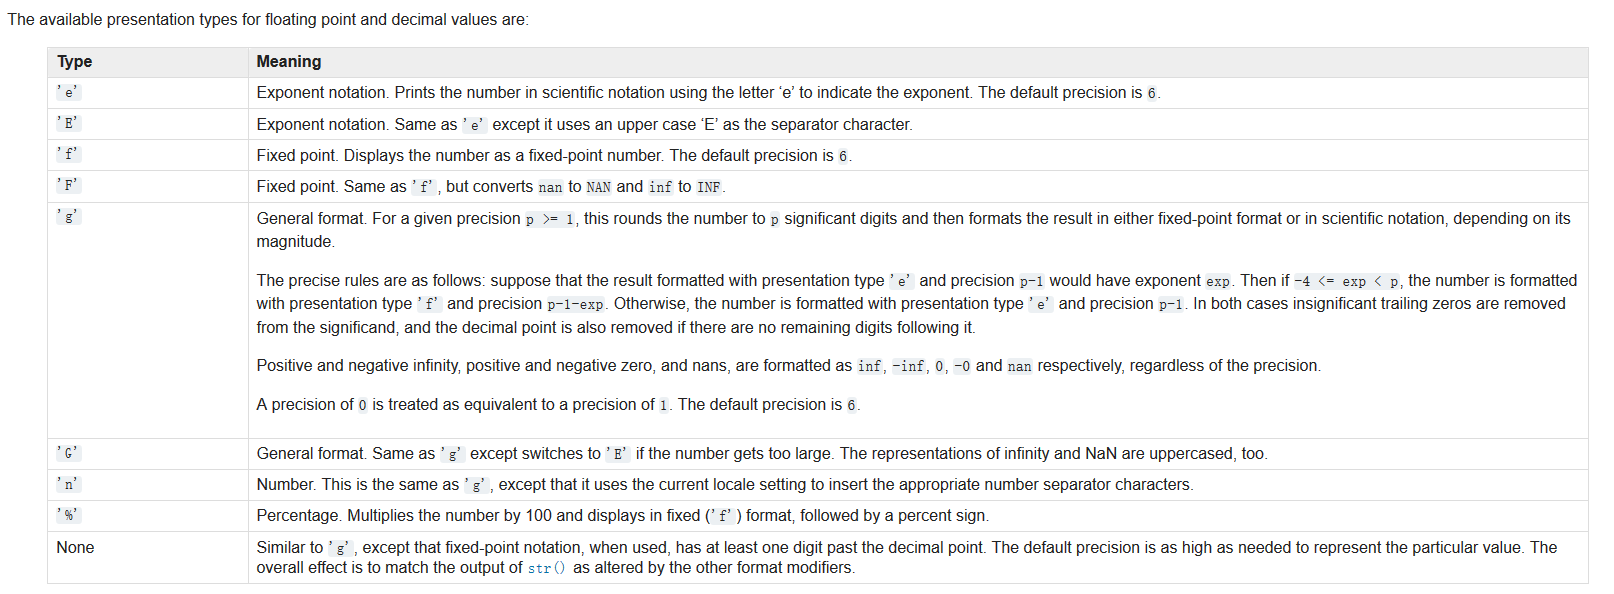 The available presentation types for floating point and decimal values are:
Type Meaning
'e' Exponent notation. Prints the number in scientific notation using the letter ‘e’ to indicate the exponent. The default precision is 6.
'E' Exponent notation. Same as 'e' except it uses an upper case ‘E’ as the separator character.
'f' Fixed point. Displays the number as a fixed-point number. The default precision is 6.
'F' Fixed point. Same as 'f', but converts nan to NAN and inf to INF.
'g' General format. For a given precision p >= 1, this rounds the number to p significant digits and then formats the result in either fixed-point format or in scientific notation, depending on its
magnitude.
The precise rules are as follows: suppose that the result formatted with presentation type 'e' and precision p-1 would have exponent exp. Then if -4 <= exp < p, the number is formatted
with presentation type 'f' and precision p-1-exp. Otherwise, the number is formatted with presentation type 'e' and precision p-1. In both cases insignificant trailing zeros are removed
from the significand, and the decimal point is also removed if there are no remaining digits following it.
Positive and negative infinity, positive and negative zero, and nans, are formatted as inf, -inf, 0, -0 and nan respectively, regardless of the precision.
A precision of 0 is treated as equivalent to a precision of 1. The default precision is 6.
'G' General format. Same as 'g' except switches to 'E' if the number gets too large. The representations of infinity and NaN are uppercased, too.
'n' Number. This is the same as 'g', except that it uses the current locale setting to insert the appropriate number separator characters.
'%' Percentage. Multiplies the number by 100 and displays in fixed ('f') format, followed by a percent sign.
None Similar to 'g', except that fixed-point notation, when used, has at least one digit past the decimal point. The default precision is as high as needed to represent the particular value. The
overall effect is to match the output of str() as altered by the other format modifiers.